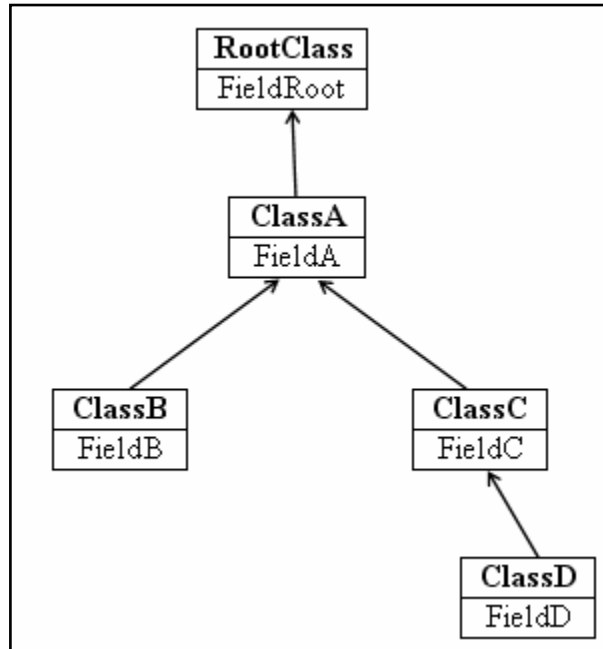 RootClass
FieldRoot
ClassA
FieldA
ClassB
FieldB
ClassC
FieldC
ClassD
FieldD